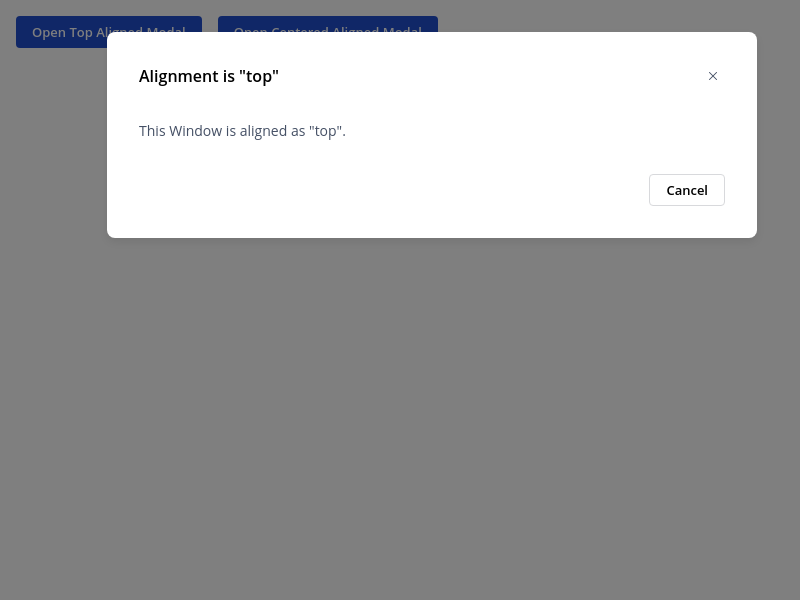 Open Top Aligned Modal
Open Centered Aligned Modal
Alignment is "top"
This Window is aligned as "top".
Cancel